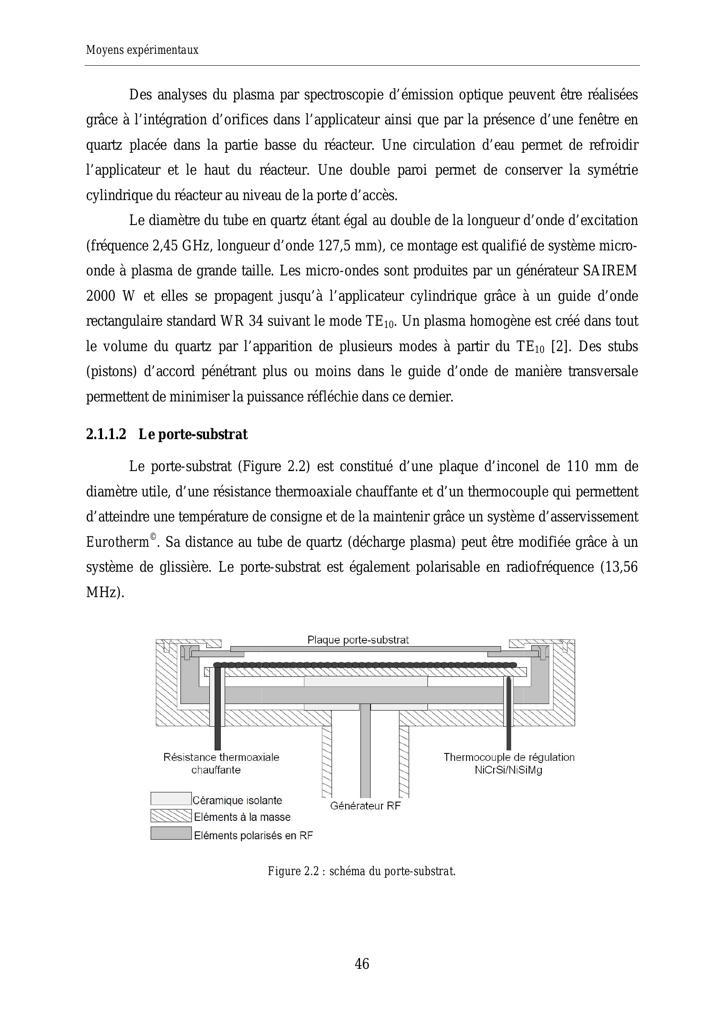 Moyens expérimentaux
Des analyses du plasma par spectroscopie d’émission optique peuvent être réalisées
grâce à l’intégration d’orifices dans l’applicateur ainsi que par la présence d’une fenêtre en
quartz placée dans la partie basse du réacteur. Une circulation d’eau permet de refroidir
l’applicateur et le haut du réacteur. Une double paroi permet de conserver la symétrie
cylindrique du réacteur au niveau de la porte d’accès.
Le diamètre du tube en quartz étant égal au double de la longueur d’onde d’excitation
(fréquence 2,45 GHz, longueur d’onde 127,5 mm), ce montage est qualifié de système micro-
onde à plasma de grande taille. Les micro-ondes sont produites par un générateur SAIREM
2000 W et elles se propagent jusqu’à l’applicateur cylindrique grâce à un guide d’onde
rectangulaire standard WR 34 suivant le mode TE₁₀. Un plasma homogène est créé dans tout
le volume du quartz par l’apparition de plusieurs modes à partir du TE₁₀ [2]. Des stubs
(pistons) d’accord pénétrant plus ou moins dans le guide d’onde de manière transversale
permettent de minimiser la puissance réfléchie dans ce dernier.
2.1.1.2 Le porte-substrat
Le porte-substrat (Figure 2.2) est constitué d’une plaque d’inconel de 110 mm de
diamètre utile, d’une résistance thermoaxiale chauffante et d’un thermocouple qui permettent
d’atteindre une température de consigne et de la maintenir grâce un système d’asservissement
Eurotherm©. Sa distance au tube de quartz (décharge plasma) peut être modifiée grâce à un
système de glissière. Le porte-substrat est également polarisable en radiofréquence (13,56
MHz).
Plaque porte-substrat
Résistance thermoaxiale
chauffante
Thermocouple de régulation
NiCrSi/NiSiMg
Générateur RF
Céramique isolante
Eléments à la masse
Eléments polarisés en RF
Figure 2.2 : schéma du porte-substrat.
46